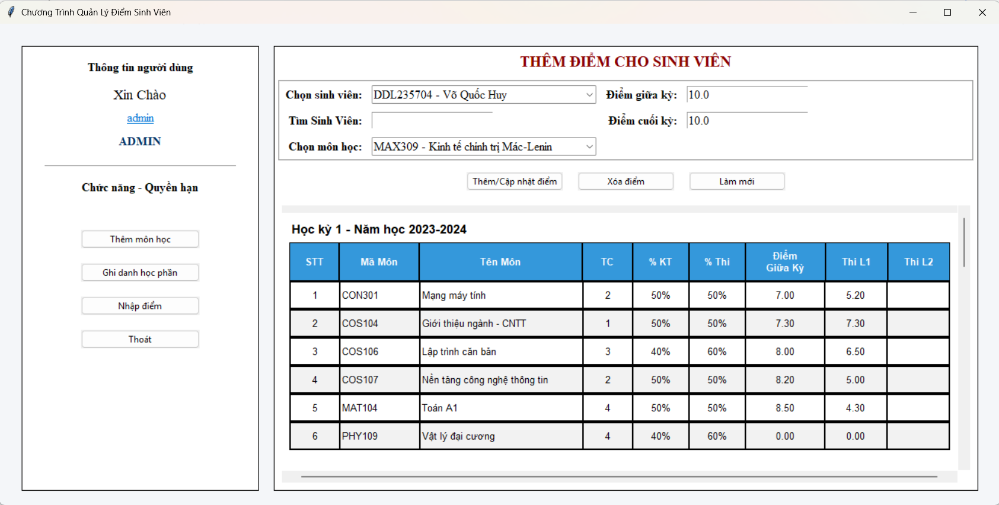 Chương Trình Quản Lý Điểm Sinh Viên
Thông tin người dùng
Xin Chào
admin
ADMIN
Chức năng - Quyền hạn
Thêm môn học
Ghi danh học phần
Nhập điểm
Thoát
THÊM ĐIỂM CHO SINH VIÊN
Chọn sinh viên: DDL235704 - Võ Quốc Huy Điểm giữa kỳ: 10.0
Tìm Sinh Viên: Điểm cuối kỳ: 10.0
Chọn môn học: MAX309 - Kinh tế chính trị Mác-Lenin
Thêm/Cập nhật điểm Xóa điểm Làm mới
Học kỳ 1 - Năm học 2023-2024
STT Mã Môn Tên Môn TC % KT % Thi Điểm Giữa Kỳ Thi L1 Thi L2
1 CON301 Mạng máy tính 2 50% 50% 7.00 5.20
2 COS104 Giới thiệu ngành - CNTT 1 50% 50% 7.30 7.30
3 COS106 Lập trình căn bản 3 40% 60% 8.00 6.50
4 COS107 Nền tảng công nghệ thông tin 2 50% 50% 8.20 5.00
5 MAT104 Toán A1 4 50% 50% 8.50 4.30
6 PHY109 Vật lý đại cương 4 40% 60% 0.00 0.00